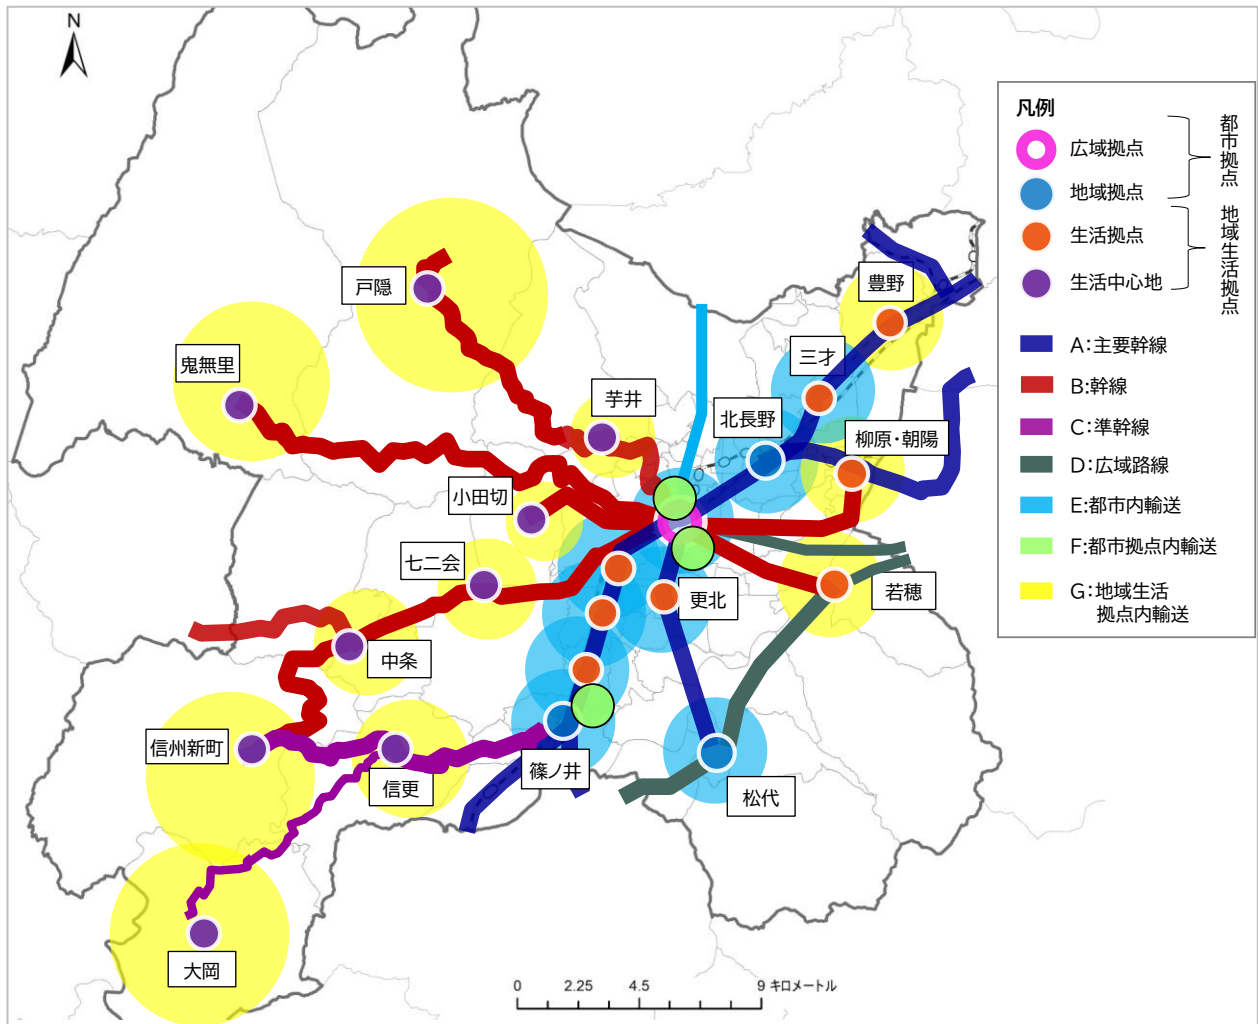 N
凡例
広域拠点
地域拠点
都市拠点
生活拠点
生活中心地
地域生活拠点
A：主要幹線
B:幹線
C：準幹線
D：広域路線
E：都市内輸送
F：都市拠点内輸送
G：地域生活
拠点内輸送
戸隠
豊野
鬼無里
三才
芋井
北長野
柳原・朝陽
小田切
七二会
更北
若穂
中条
信州新町
信更
篠ノ井
松代
大岡
0 2.25 4.5 9 キロメートル